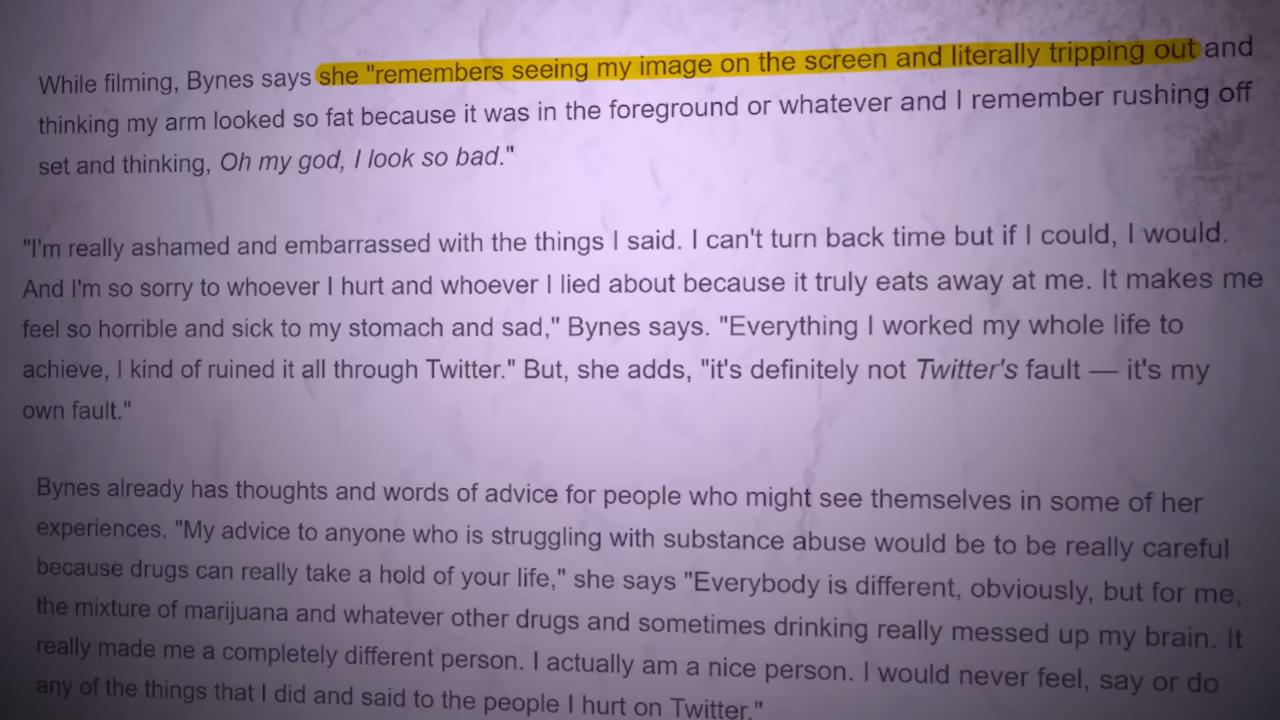 While filming, Bynes says she "remembers seeing my image on the screen and literally tripping out and
thinking my arm looked so fat because it was in the foreground or whatever and I remember rushing off
set and thinking, Oh my god, I look so bad."
"I'm really ashamed and embarrassed with the things I said. I can't turn back time but if I could, I would.
And I'm so sorry to whoever I hurt and whoever I lied about because it truly eats away at me. It makes me
feel so horrible and sick to my stomach and sad," Bynes says. "Everything I worked my whole life to
achieve, I kind of ruined it all through Twitter." But, she adds, "it's definitely not Twitter's fault — it's my
own fault."
Bynes already has thoughts and words of advice for people who might see themselves in some of her
experiences. "My advice to anyone who is struggling with substance abuse would be to be really careful
because drugs can really take a hold of your life," she says "Everybody is different, obviously, but for me,
the mixture of marijuana and whatever other drugs and sometimes drinking really messed up my brain. It
really made me a completely different person. I actually am a nice person. I would never feel, say or do
any of the things that I did and said to the people I hurt on Twitter."